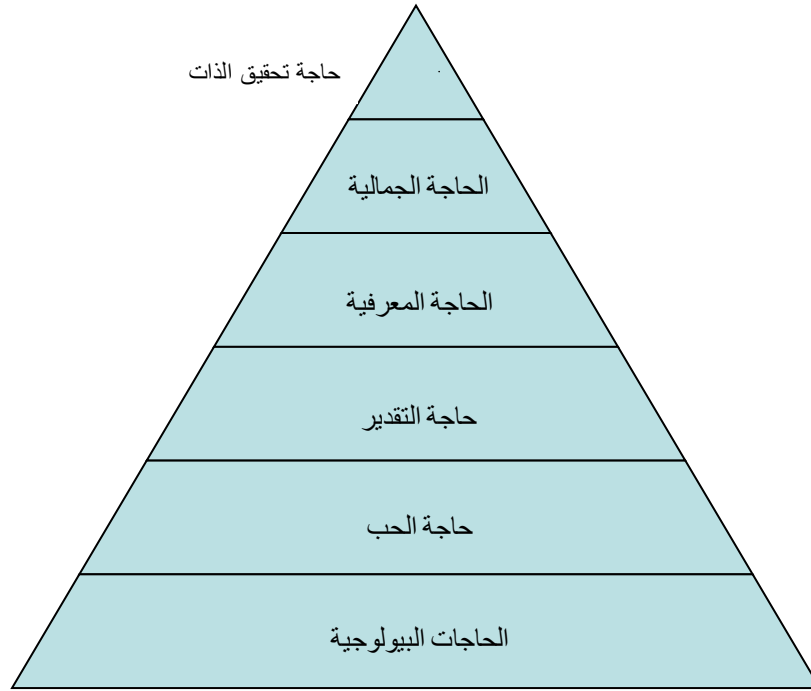 حاجة تحقيق الذات
الحاجة الجمالية
الحاجة المعرفية
حاجة التقدير
حاجة الحب
الحاجات البيولوجية